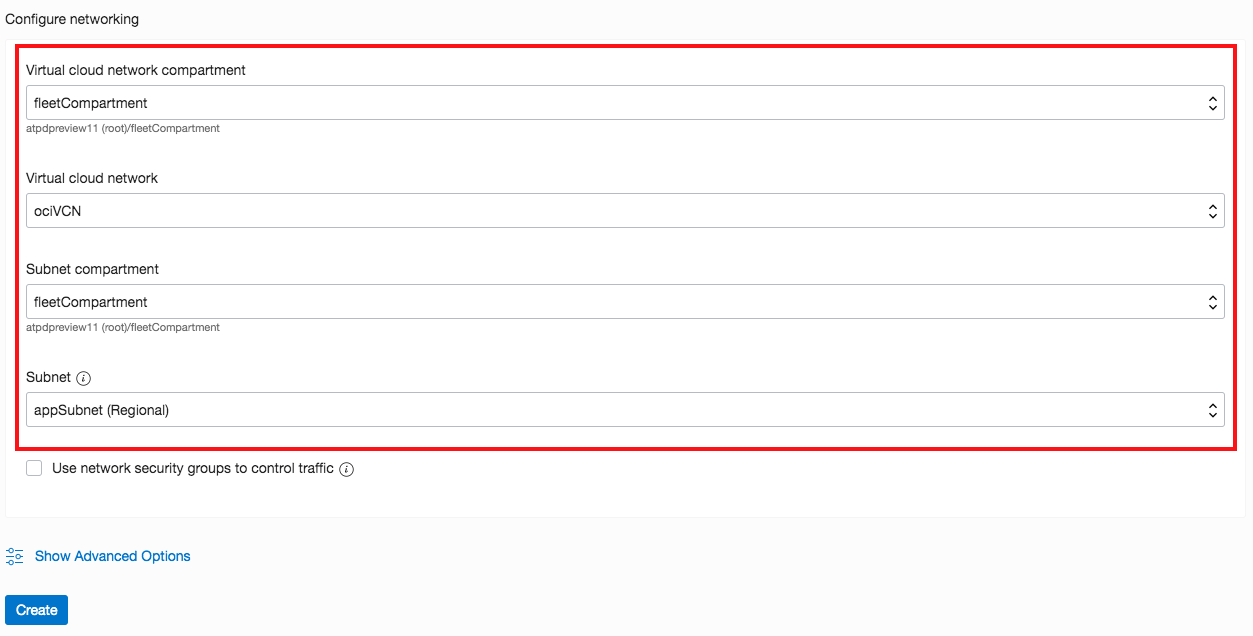 Configure networking
Virtual cloud network compartment
fleetCompartment
atpdpreview11 (root)/fleetCompartment
Virtual cloud network
ociVCN
Subnet compartment
fleetCompartment
atpdpreview11 (root)/fleetCompartment
Subnet
appSubnet (Regional)
Use network security groups to control traffic
Show Advanced Options
Create